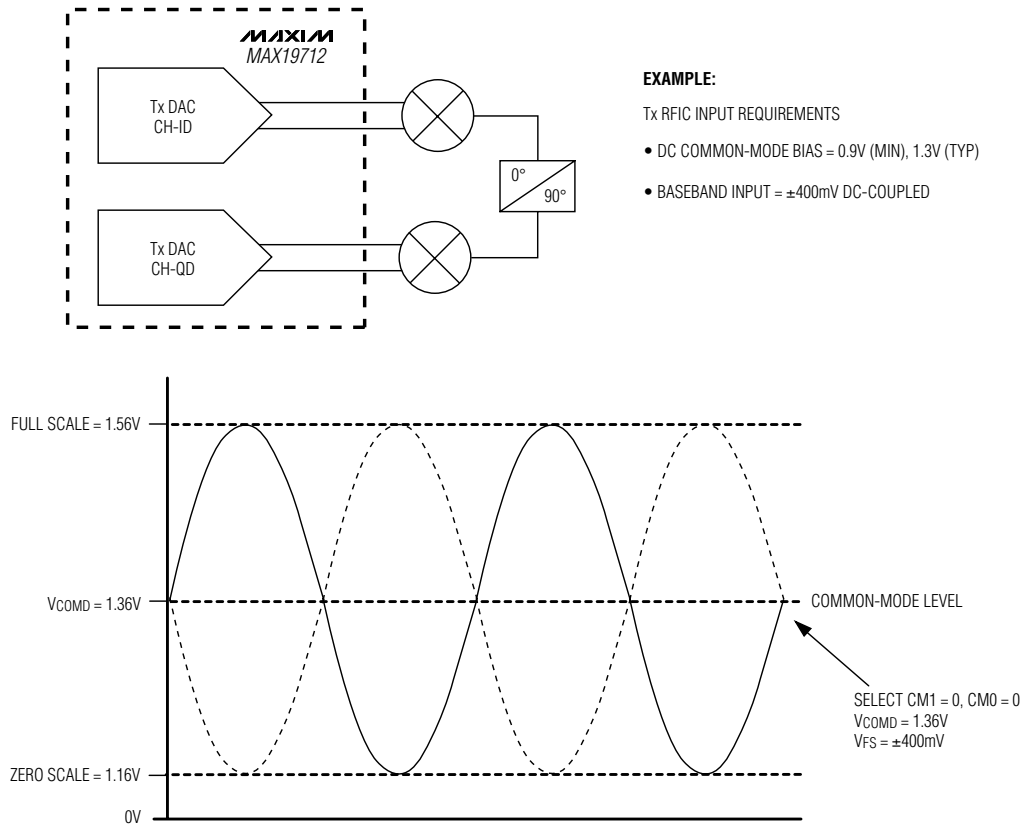 MAXIM
MAX19712
Tx DAC
CH-ID
Tx DAC
CH-QD
0°
90°
EXAMPLE:
Tx RFIC INPUT REQUIREMENTS
• DC COMMON-MODE BIAS = 0.9V (MIN), 1.3V (TYP)
• BASEBAND INPUT = ±400mV DC-COUPLED
FULL SCALE = 1.56V
VCOMD = 1.36V
COMMON-MODE LEVEL
SELECT CM1 = 0, CM0 = 0
VCOMD = 1.36V
VFS = ±400mV
ZERO SCALE = 1.16V
0V